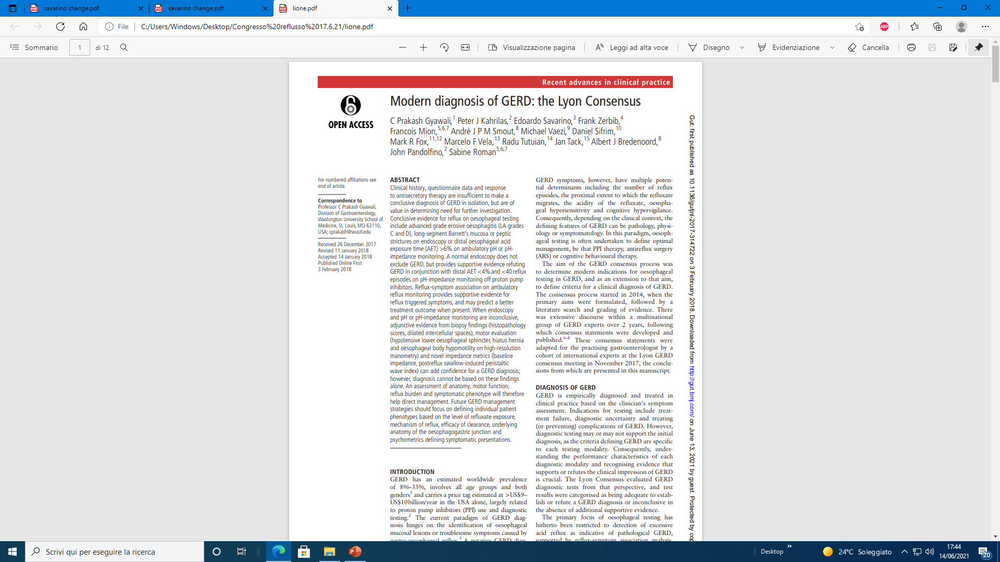 savarino change.pdf
savarino change.pdf
lione.pdf
File
C:/Users/Windows/Desktop/Congresso%20reflusso%2017.6.21/lione.pdf
ABP
Sommario
1
di 12
Visualizzazione pagina
Leggi ad alta voce
Disegno
Evidenziazione
Cancella
Recent advances in clinical practice
OPEN ACCESS
Modern diagnosis of GERD: the Lyon Consensus
C Prakash Gyawali,1 Peter J Kahrilas,2 Edoardo Savarino,3 Frank Zerbib,4
Francois Mion,5,6,7 André J P M Smout,8 Michael Vaezi,9 Daniel Sifrim,10
Mark R Fox,11,12 Marcelo F Vela,13 Radu Tutuian,14 Jan Tack,15 Albert J Bredenoord,8
John Pandolfino,2 Sabine Roman5,6,7
For numbered affiliations see
end of article.
Correspondence to
Professor C Prakash Gyawali,
Division of Gastroenterology,
Washington University School of
Medicine, St. Louis, MO 63110,
USA; cprakash@wustl.edu
Received 26 December 2017
Revised 11 January 2018
Accepted 14 January 2018
Published Online First
3 February 2018
ABSTRACT
Clinical history, questionnaire data and response
to antisecretory therapy are insufficient to make a
conclusive diagnosis of GERD in isolation, but are of
value in determining need for further investigation.
Conclusive evidence for reflux on oesophageal testing
include advanced grade erosive oesophagitis (LA grades
C and D), long-segment Barrett's mucosa or peptic
strictures on endoscopy or distal oesophageal acid
exposure time (AET) >6% on ambulatory pH or pH-
impedance monitoring. A normal endoscopy does not
exclude GERD, but provides supportive evidence refuting
GERD in conjunction with distal AET <4% and <40 reflux
episodes on pH-impedance monitoring off proton pump
inhibitors. Reflux-symptom association on ambulatory
reflux monitoring provides supportive evidence for
reflux triggered symptoms, and may predict a better
treatment outcome when present. When endoscopy
and pH or pH-impedance monitoring are inconclusive,
adjunctive evidence from biopsy findings (histopathology
scores, dilated intercellular spaces), motor evaluation
(hypotensive lower oesophageal sphincter, hiatus hernia
and oesophageal body hypomotility on high-resolution
manometry) and novel impedance metrics (baseline
impedance, postreflux swallow-induced peristaltic
wave index) can add confidence for a GERD diagnosis;
however, diagnosis cannot be based on these findings
alone. An assessment of anatomy, motor function,
reflux burden and symptomatic phenotype will therefore
help direct management. Future GERD management
strategies should focus on defining individual patient
phenotypes based on the level of refluxate exposure,
mechanism of reflux, efficacy of clearance, underlying
anatomy of the oesophagogastric junction and
psychometrics defining symptomatic presentations.
INTRODUCTION
GERD has an estimated worldwide prevalence
of 8%–33%, involves all age groups and both
genders1 and carries a price tag estimated at >US$9–
US$10billion/year in the USA alone, largely related
to proton pump inhibitors (PPI) use and diagnostic
testing.2 The current paradigm of GERD diag-
nosis hinges on the identification of oesophageal
mucosal lesions or troublesome symptoms caused by
gastro-oesophageal reflux.3 A putative GERD diag-
GERD symptoms, however, have multiple poten-
tial determinants including the number of reflux
episodes, the proximal extent to which the refluxate
migrates, the acidity of the refluxate, oesopha-
geal hypersensitivity and cognitive hypervigilance.
Consequently, depending on the clinical context, the
defining features of GERD can be pathology, physi-
ology or symptomatology. In this paradigm, oesoph-
ageal testing is often undertaken to define optimal
management, be that PPI therapy, antireflux surgery
(ARS) or cognitive behavioural therapy.
The aim of the GERD consensus process was
to determine modern indications for oesophageal
testing in GERD, and as an extension to that aim,
to define criteria for a clinical diagnosis of GERD.
The consensus process started in 2014, when the
primary aims were formulated, followed by a
literature search and grading of evidence. There
was extensive discourse within a multinational
group of GERD experts over 2 years, following
which consensus statements were developed and
published.6–8 These consensus statements were
adapted for the practising gastroenterologist by a
cohort of international experts at the Lyon GERD
consensus meeting in November 2017, the conclu-
sions from which are presented in this manuscript.
DIAGNOSIS OF GERD
GERD is empirically diagnosed and treated in
clinical practice based on the clinician's symptom
assessment. Indications for testing include treat-
ment failure, diagnostic uncertainty and treating
(or preventing) complications of GERD. However,
diagnostic testing may or may not support the initial
diagnosis, as the criteria defining GERD are specific
to each testing modality. Consequently, under-
standing the performance characteristics of each
diagnostic modality and recognising evidence that
supports or refutes the clinical impression of GERD
is crucial. The Lyon Consensus evaluated GERD
diagnostic tests from that perspective, and test
results were categorised as being adequate to estab-
lish or refute a GERD diagnosis or inconclusive in
the absence of additional supportive evidence.
The primary focus of oesophageal testing has
hitherto been restricted to detection of excessive
acid reflux as indicative of pathological GERD,
supported by reflux-symptom association analysis.
Gut: first published as 10.1136/gutjnl-2017-314722 on 3 February 2018. Downloaded from http://gut.bmj.com/ on June 13, 2021 by guest. Protected by cop
Scrivi qui per eseguire la ricerca
Desktop
24°C Soleggiato
17:44
14/06/2021
20